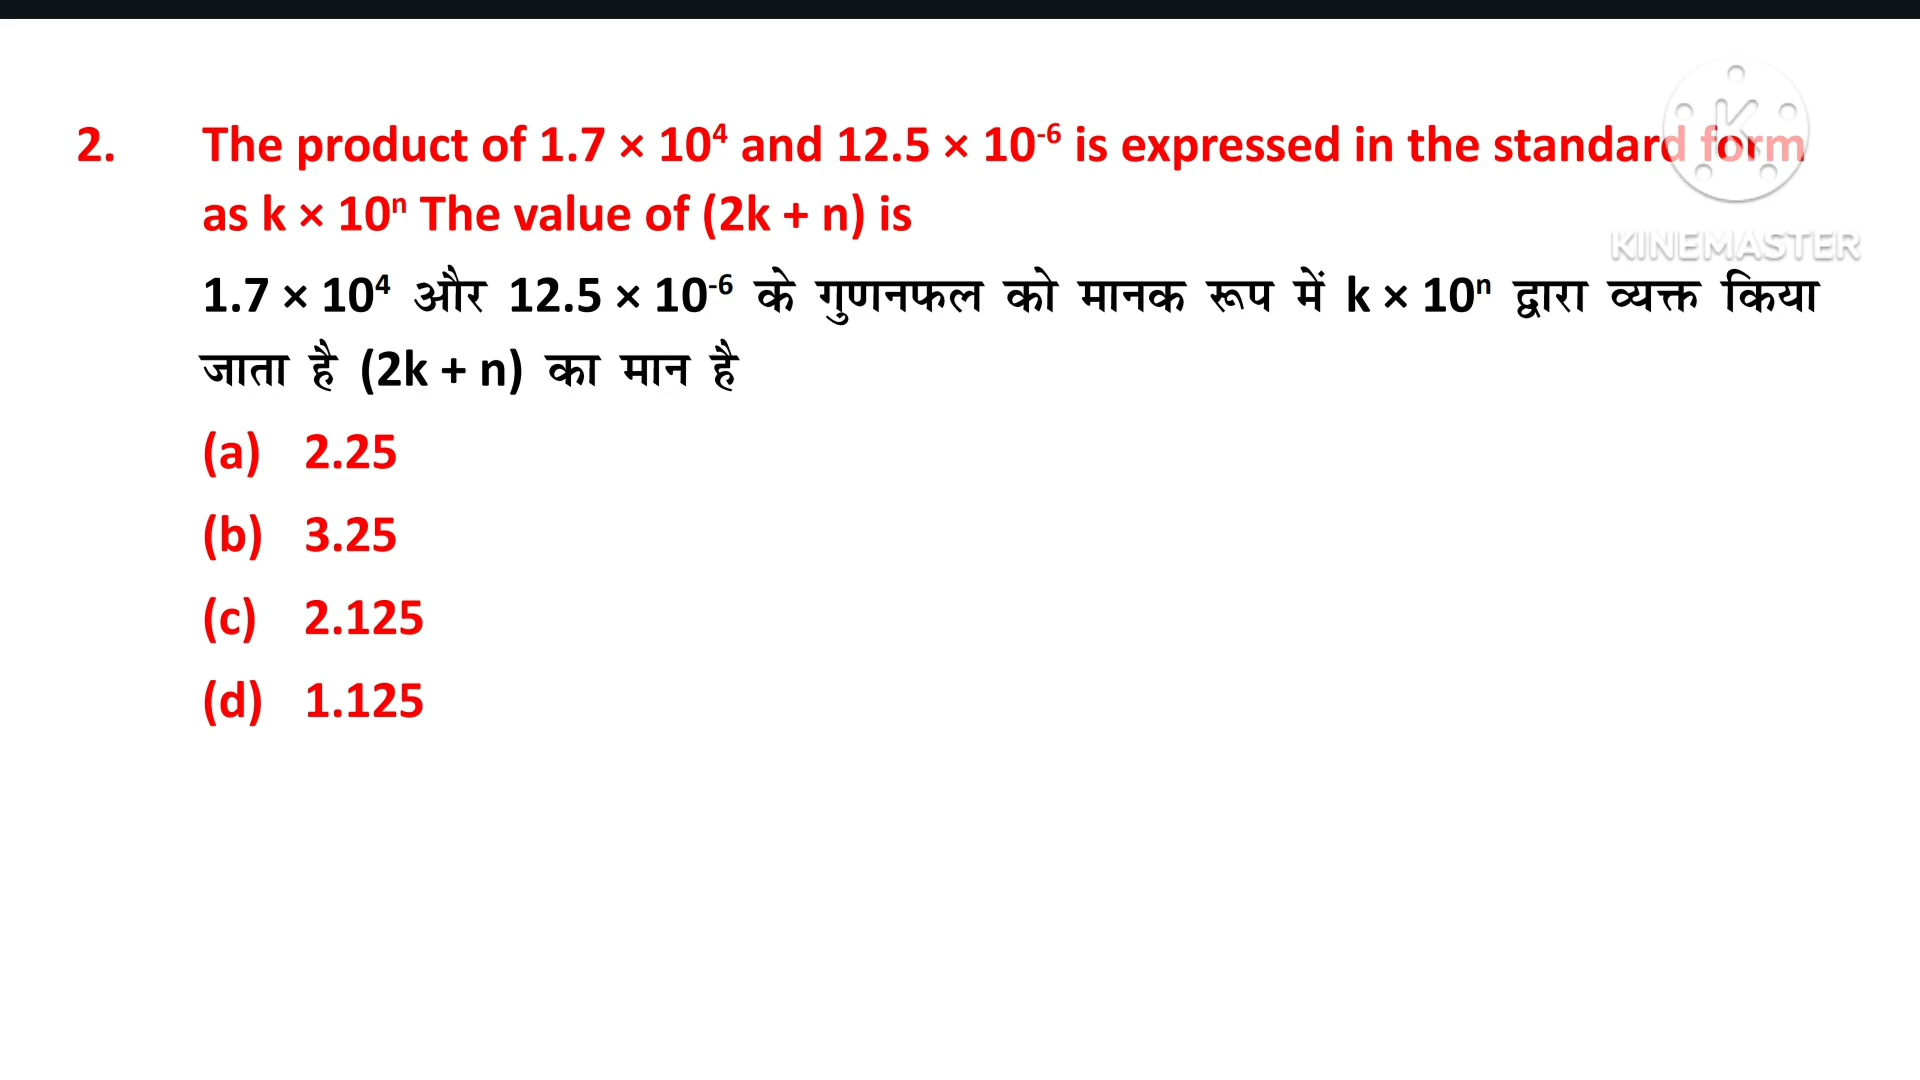 2. The product of 1.7 × 10⁴ and 12.5 × 10⁻⁶ is expressed in the standard form
as k × 10ⁿ The value of (2k + n) is
1.7 × 10⁴ और 12.5 × 10⁻⁶ के गुणनफल को मानक रूप में k × 10ⁿ द्वारा व्यक्त किया
जाता है (2k + n) का मान है
(a) 2.25
(b) 3.25
(c) 2.125
(d) 1.125
K
KINEMASTER